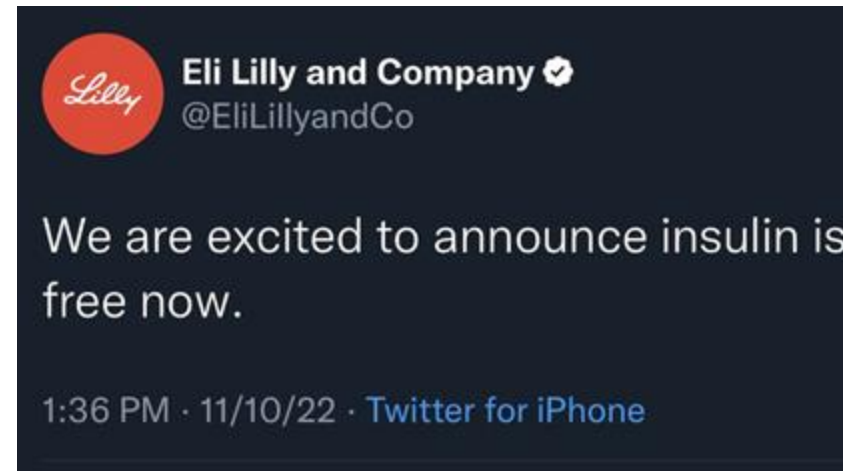 Lilly
Eli Lilly and Company
@EliLillyandCo
We are excited to announce insulin is
free now.
1:36 PM · 11/10/22 · Twitter for iPhone